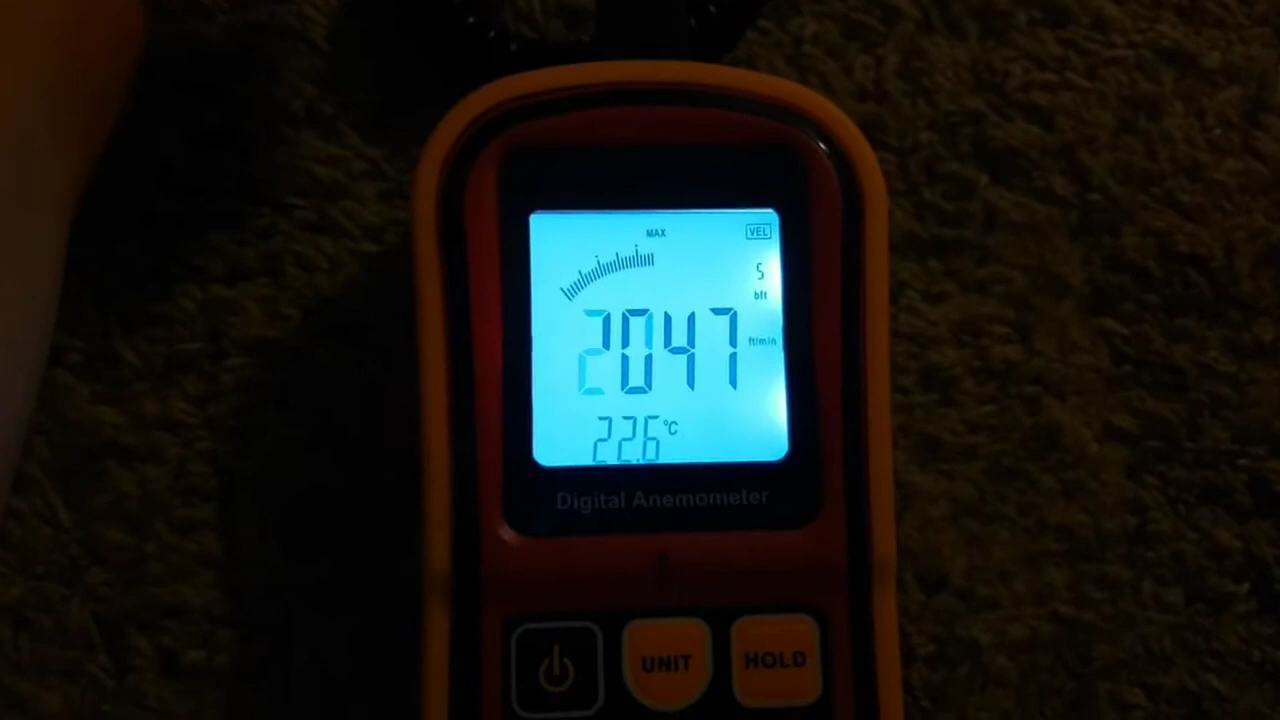 MAX
VEL
5
bft
2047
ft/min
22.6 °C
Digital Anemometer
UNIT
HOLD